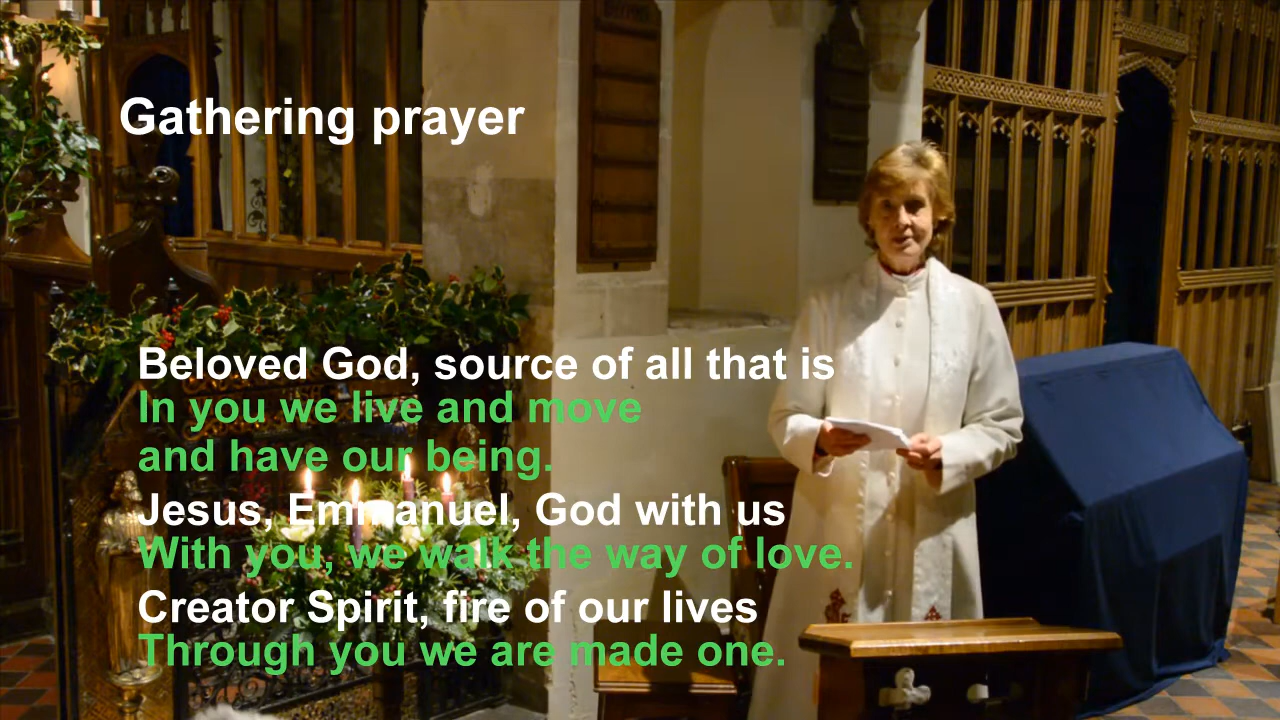 Gathering prayer
Beloved God, source of all that is
In you we live and move
and have our being.
Jesus, Emmanuel, God with us
With you, we walk the way of love.
Creator Spirit, fire of our lives
Through you we are made one.